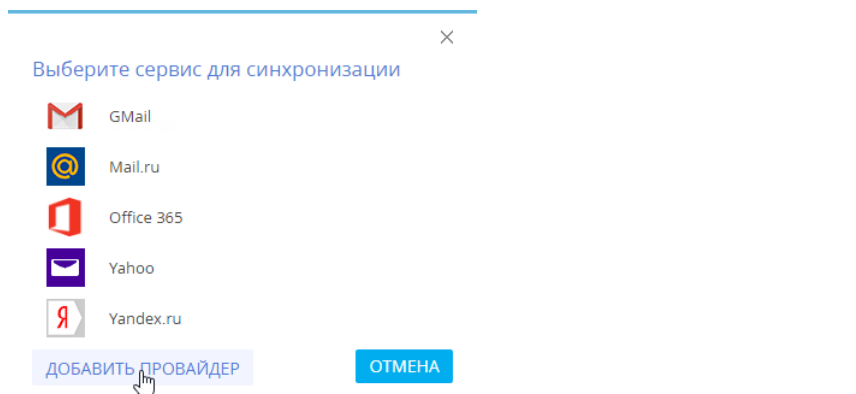 Выберите сервис для синхронизации
GMail
Mail.ru
Office 365
Yahoo
Yandex.ru
ДОБАВИТЬ ПРОВАЙДЕР
ОТМЕНА